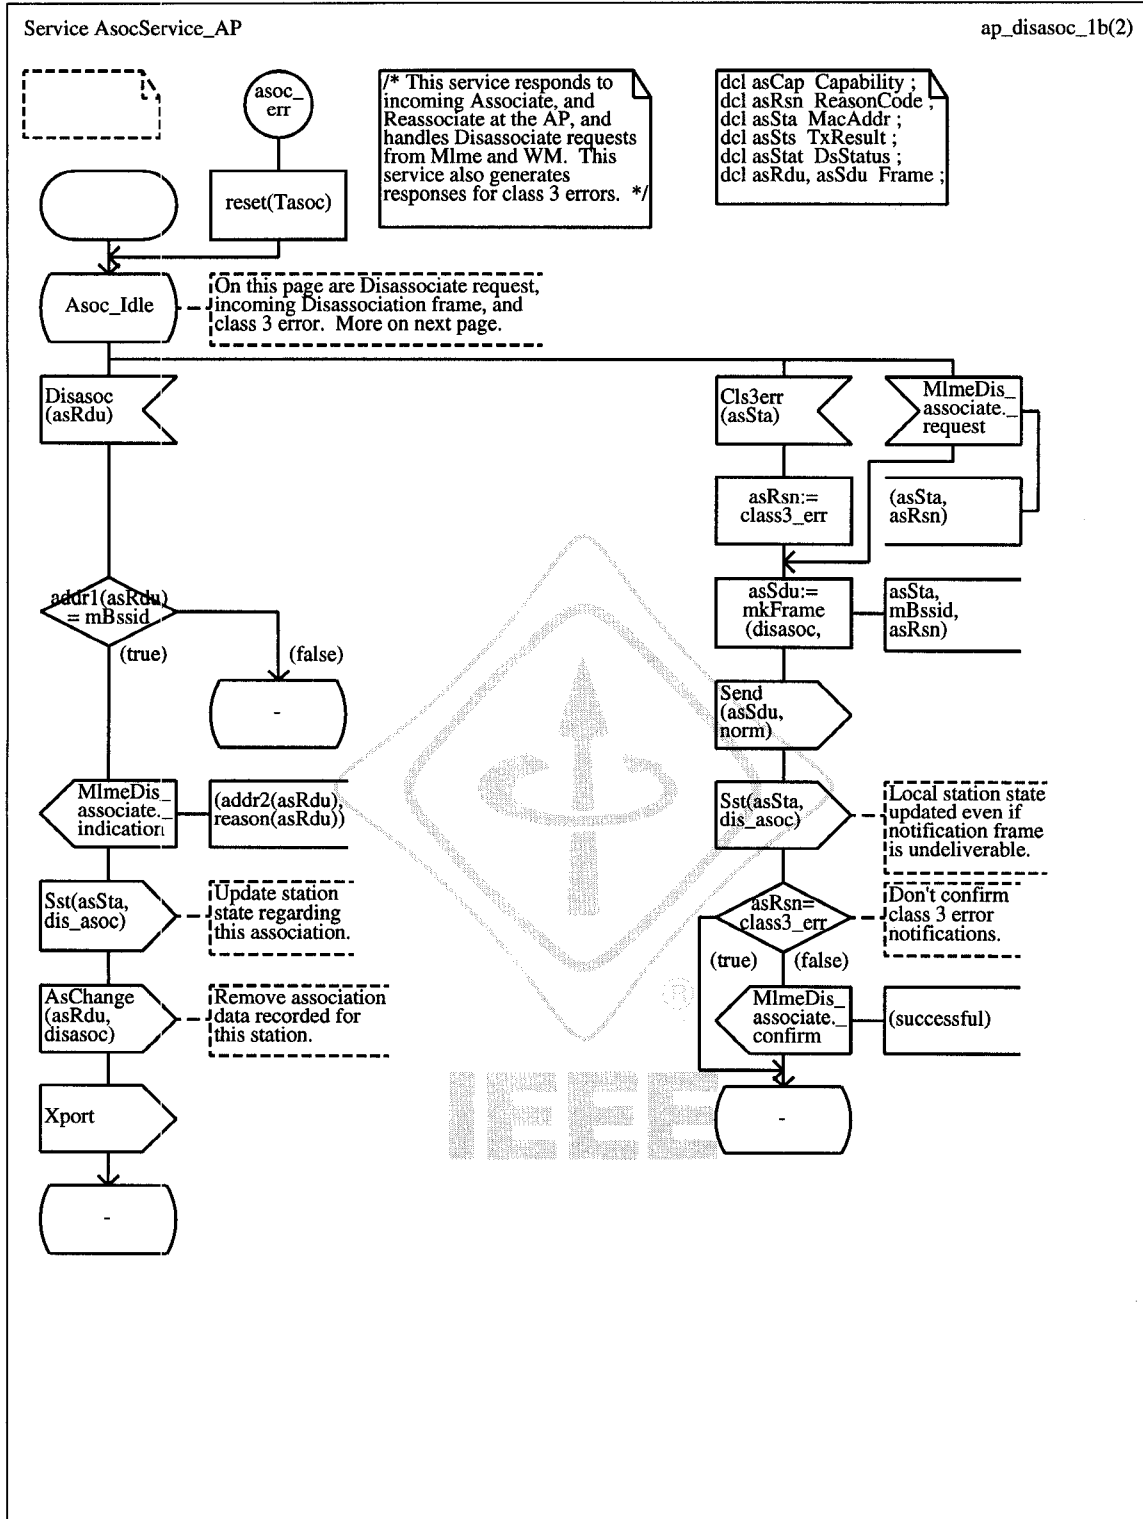 Service AsocService_AP
ap_disasoc_1b(2)
asoc_
err
reset(Tasoc)
/* This service responds to
incoming Associate, and
Reassociate at the AP, and
handles Disassociate requests
from Mlme and WM.  This
service also generates
responses for class 3 errors.  */
dcl asCap  Capability ;
dcl asRsn  ReasonCode ;
dcl asSta  MacAddr ;
dcl asSts  TxResult ;
dcl asStat  DsStatus ;
dcl asRdu, asSdu  Frame ;
Asoc_Idle
On this page are Disassociate request,
incoming Disassociation frame, and
class 3 error.  More on next page.
Disasoc
(asRdu)
Cls3err
(asSta)
MlmeDis_
associate._
request
asRsn:=
class3_err
(asSta,
asRsn)
addr1(asRdu)
= mBssid
(true)
(false)
-
asSdu:=
mkFrame
(disasoc,
asSta,
mBssid,
asRsn)
Send
(asSdu,
norm)
MlmeDis_
associate._
indication
(addr2(asRdu),
reason(asRdu))
Sst(asSta,
dis_asoc)
Local station state
updated even if
notification frame
is undeliverable.
Sst(asSta,
dis_asoc)
Update station
state regarding
this association.
asRsn=
class3_err
Don't confirm
class 3 error
notifications.
(true)
(false)
AsChange
(asRdu,
disasoc)
Remove association
data recorded for
this station.
MlmeDis_
associate._
confirm
(successful)
Xport
-
-
®
IEEE